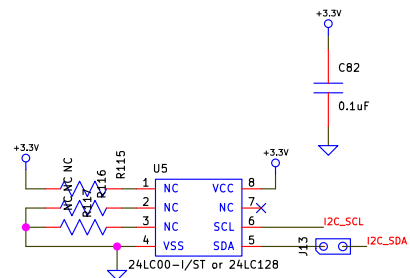 +3.3V
C82
0.1uF
+3.3V
NC NC
NC NC
R115
R116
R117
+3.3V
U5
1 NC VCC 8
2 NC NC 7
3 NC SCL 6
4 VSS SDA 5
24LC00-I/ST or 24LC128
I2C_SCL
J13
I2C_SDA